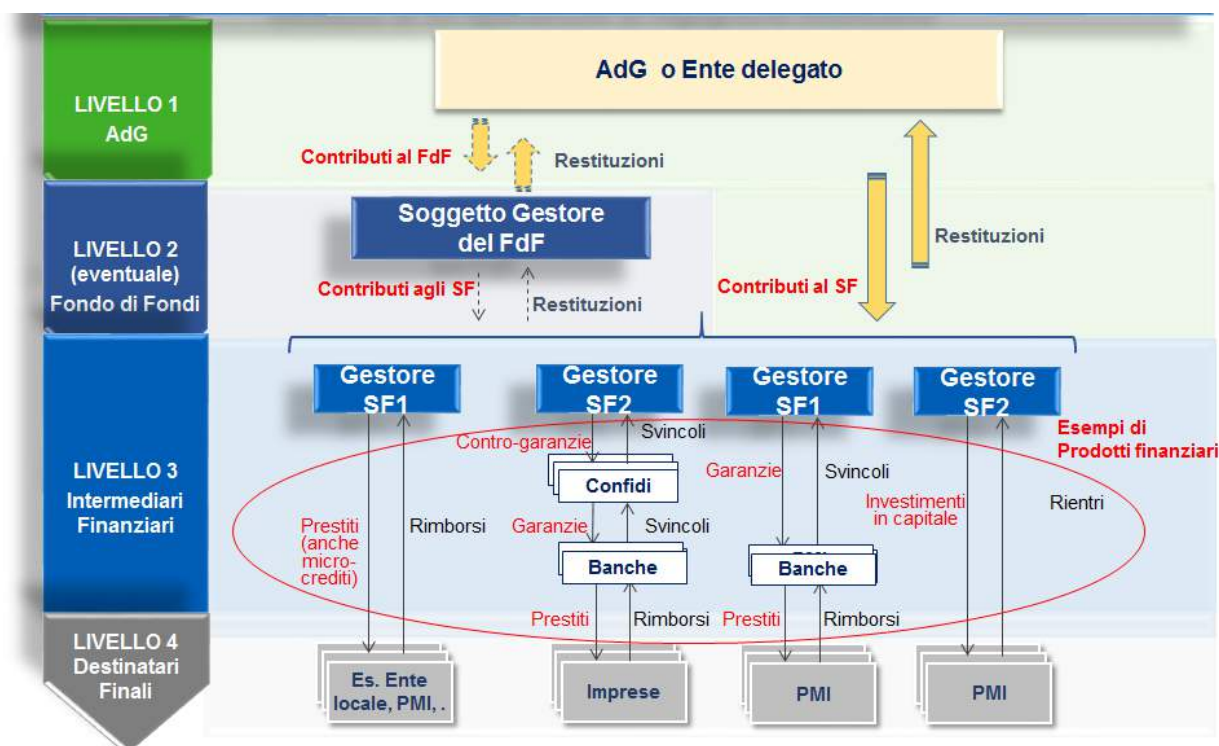 LIVELLO 1
AdG
AdG o Ente delegato
Contributi al FdF
Restituzioni
LIVELLO 2
(eventuale)
Fondo di Fondi
Soggetto Gestore
del FdF
Contributi agli SF
Restituzioni
Contributi al SF
Restituzioni
LIVELLO 3
Intermediari
Finanziari
Gestore
SF1
Gestore
SF2
Gestore
SF1
Gestore
SF2
Esempi di
Prodotti finanziari
Contro-garanzie
Svincoli
Confidi
Garanzie
Svincoli
Banche
Prestiti
(anche
micro-
crediti)
Rimborsi
Garanzie
Svincoli
Banche
Investimenti
in capitale
Rientri
Prestiti
Rimborsi
Prestiti
Rimborsi
LIVELLO 4
Destinatari
Finali
Es. Ente
locale, PMI, .
Imprese
PMI
PMI